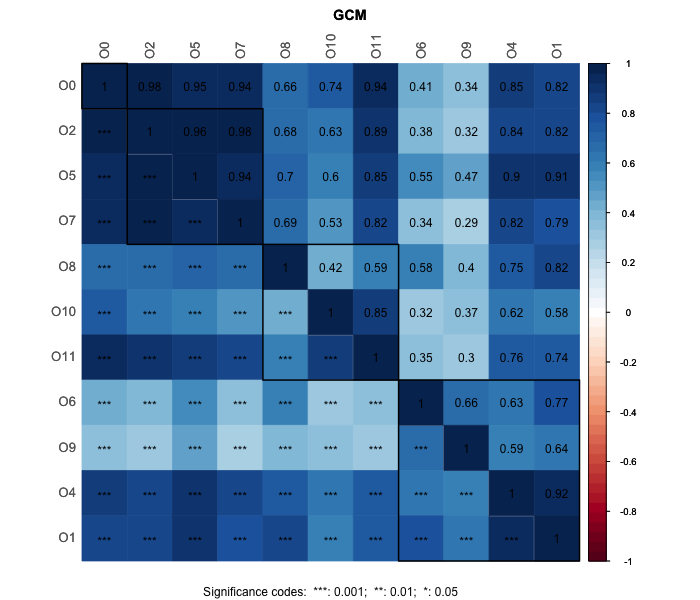 GCM
O0 O2 O5 O7 O8 O10 O11 O6 O9 O4 O1
O0 1 0.98 0.95 0.94 0.66 0.74 0.94 0.41 0.34 0.85 0.82
O2 *** 1 0.96 0.98 0.68 0.63 0.89 0.38 0.32 0.84 0.82
O5 *** *** 1 0.94 0.7 0.6 0.85 0.55 0.47 0.9 0.91
O7 *** *** *** 1 0.69 0.53 0.82 0.34 0.29 0.82 0.79
O8 *** *** *** *** 1 0.42 0.59 0.58 0.4 0.75 0.82
O10 *** *** *** *** *** 1 0.85 0.32 0.37 0.62 0.58
O11 *** *** *** *** *** *** 1 0.35 0.3 0.76 0.74
O6 *** *** *** *** *** *** *** 1 0.66 0.63 0.77
O9 *** *** *** *** *** *** *** *** 1 0.59 0.64
O4 *** *** *** *** *** *** *** *** *** 1 0.92
O1 *** *** *** *** *** *** *** *** *** *** 1
1
0.8
0.6
0.4
0.2
0
-0.2
-0.4
-0.6
-0.8
-1
Significance codes: ***: 0.001; **: 0.01; *: 0.05